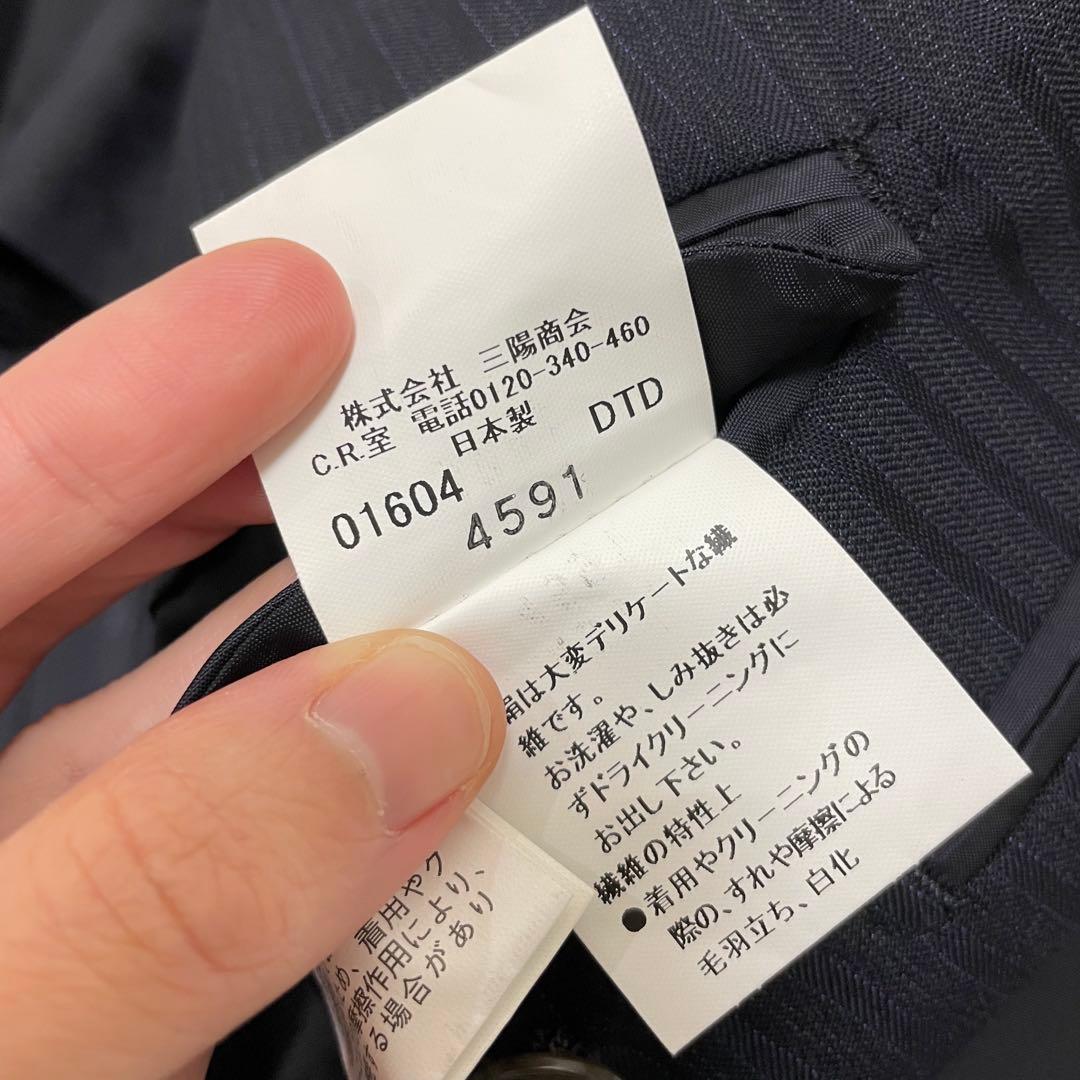 株式会社 三陽商会
C.R.室 電話0120-340-460
日本製 DTD
01604
4591
絹は大変デリケートな繊
維です。
お洗濯や、しみ抜きは必
ずドライクリーニングに
お出し下さい。
繊維の特性上
●着用やクリーニングの
際の、すれや摩擦による
毛羽立ち、白化
め、着用やク
摩擦作用により、
る場合があり